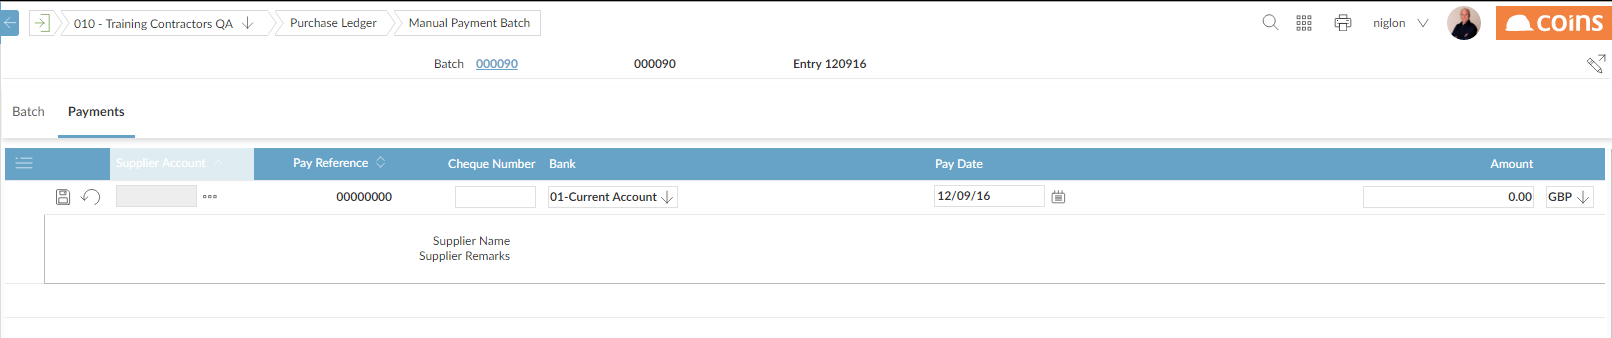 010 - Training Contractors QA Purchase Ledger Manual Payment Batch niglon coins
Batch 000090 000090 Entry 120916
Batch Payments
Supplier Account Pay Reference Cheque Number Bank Pay Date Amount
00000000 01-Current Account 12/09/16 0.00 GBP
Supplier Name
Supplier Remarks